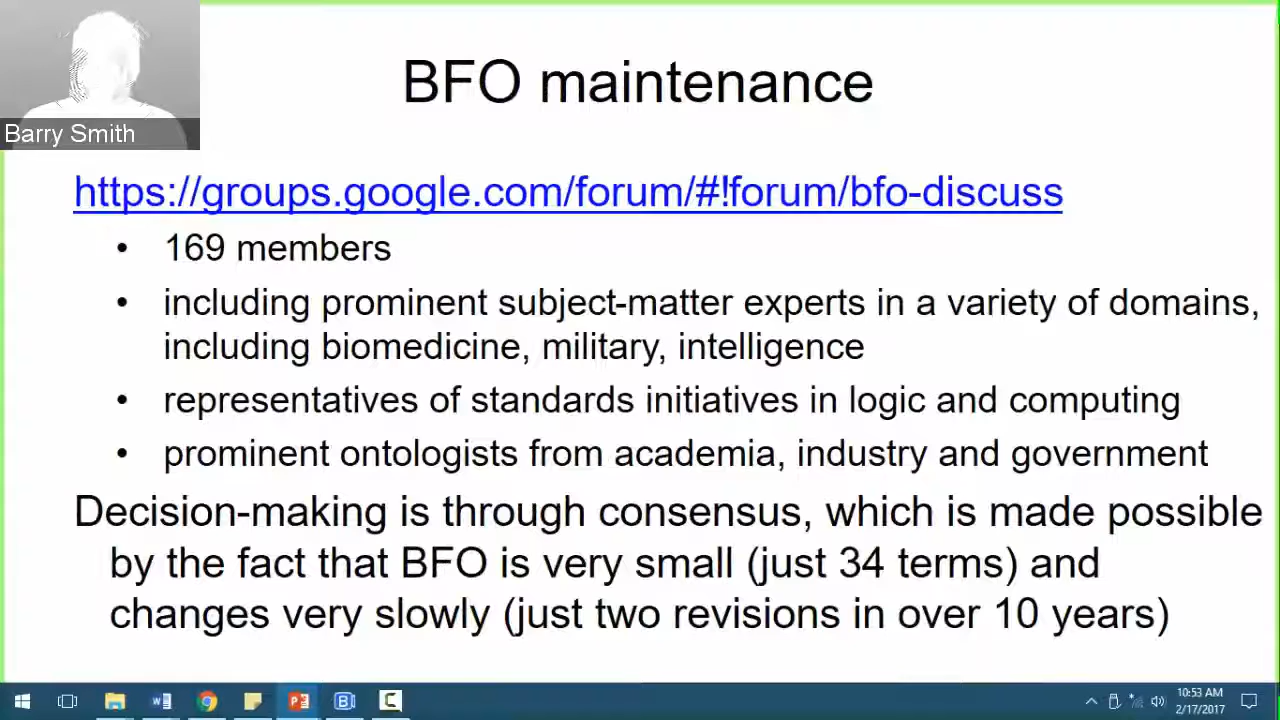 BFO maintenance
Barry Smith
https://groups.google.com/forum/#!forum/bfo-discuss
• 169 members
• including prominent subject-matter experts in a variety of domains,
including biomedicine, military, intelligence
• representatives of standards initiatives in logic and computing
• prominent ontologists from academia, industry and government
Decision-making is through consensus, which is made possible
by the fact that BFO is very small (just 34 terms) and
changes very slowly (just two revisions in over 10 years)
10:53 AM
2/17/2017